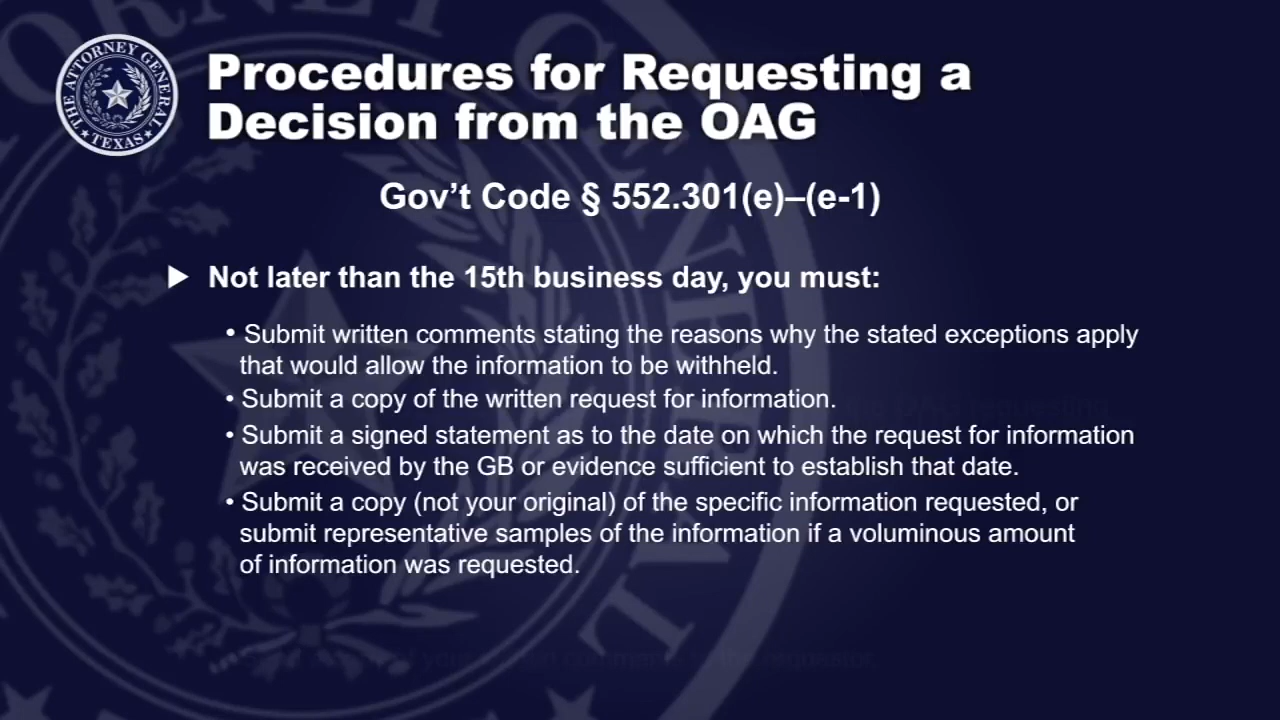 THE ATTORNEY GENERAL
★ TEXAS ★
Procedures for Requesting a
Decision from the OAG
Gov’t Code § 552.301(e)–(e-1)
▶ Not later than the 15th business day, you must:
• Submit written comments stating the reasons why the stated exceptions apply
that would allow the information to be withheld.
• Submit a copy of the written request for information.
• Submit a signed statement as to the date on which the request for information
was received by the GB or evidence sufficient to establish that date.
• Submit a copy (not your original) of the specific information requested, or
submit representative samples of the information if a voluminous amount
of information was requested.